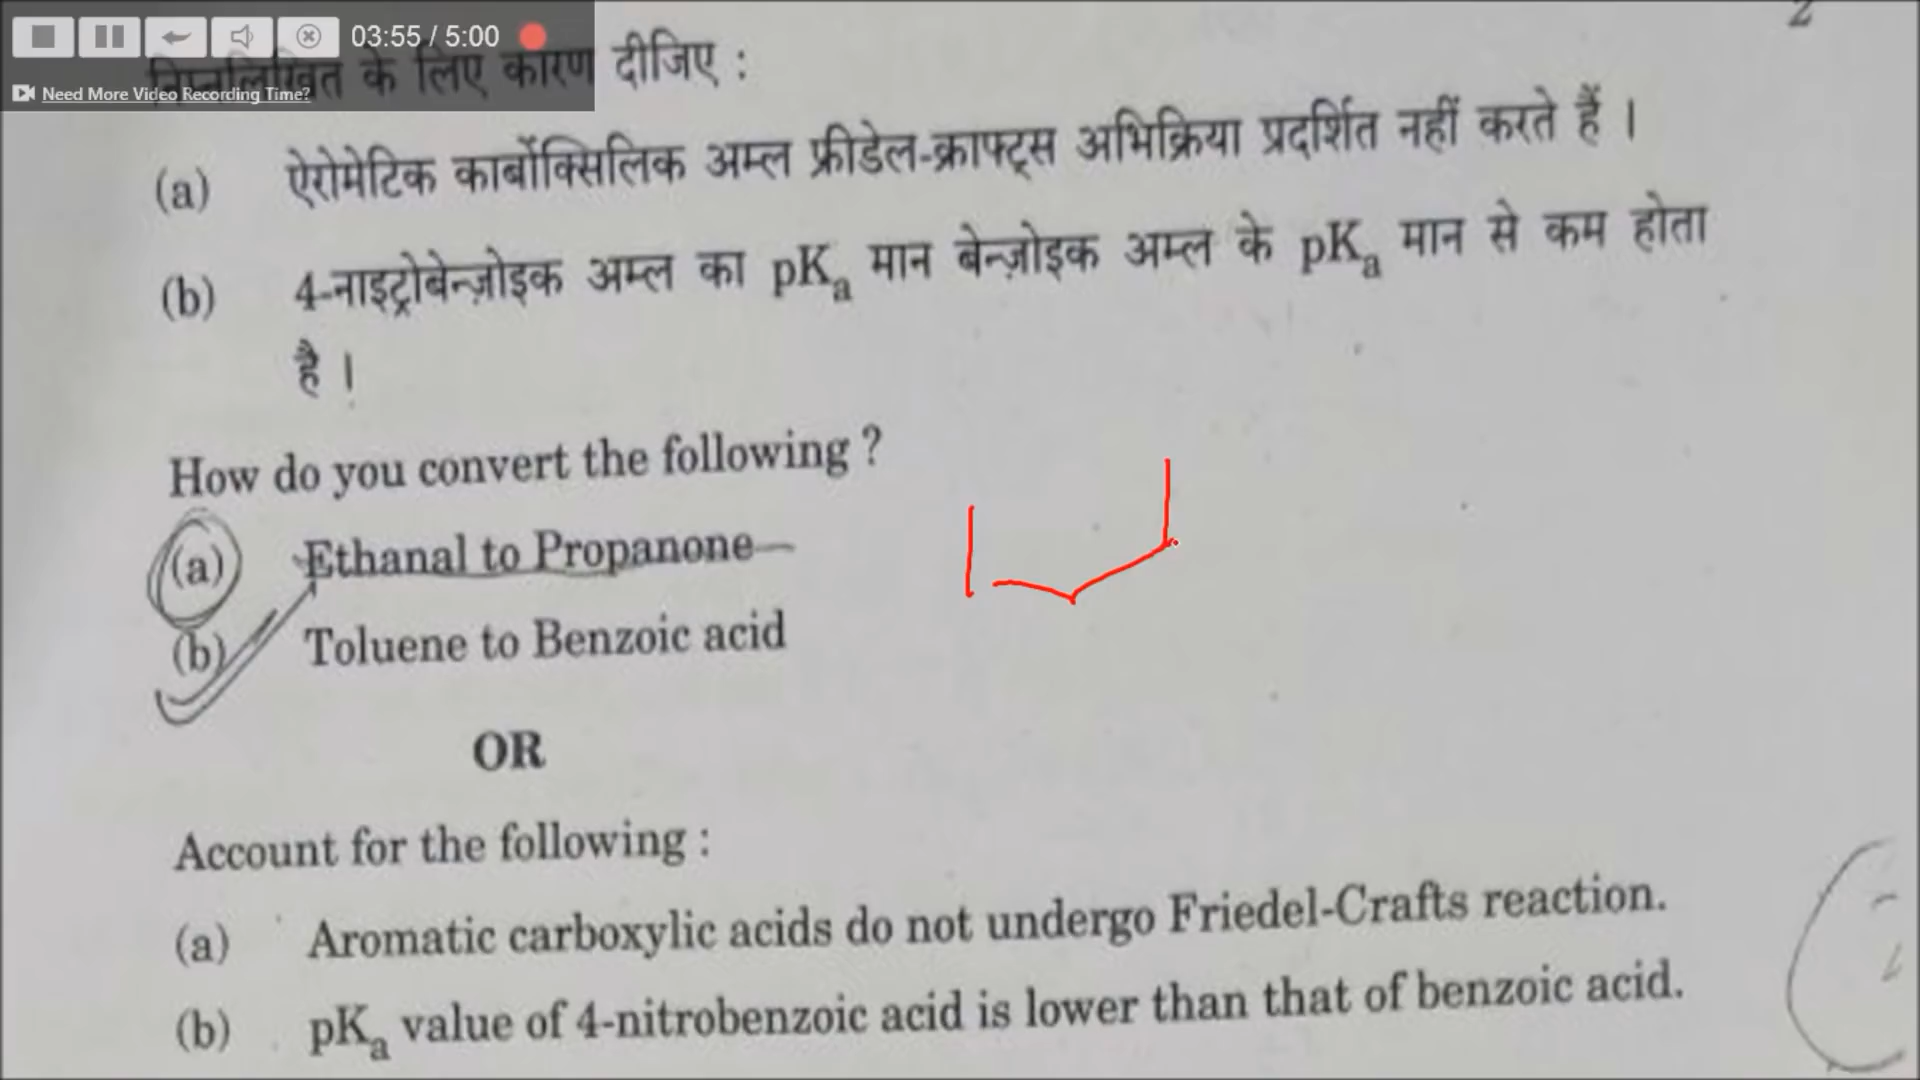 03:55 / 5:00
Need More Video Recording Time?
2
निम्नलिखित के लिए कारण दीजिए :
(a) ऐरोमेटिक कार्बोक्सिलिक अम्ल फ्रीडेल-क्राफ्ट्स अभिक्रिया प्रदर्शित नहीं करते हैं ।
(b) 4-नाइट्रोबेन्ज़ोइक अम्ल का pKa मान बेन्ज़ोइक अम्ल के pKa मान से कम होता
है ।
How do you convert the following ?
(a) Ethanal to Propanone
(b) Toluene to Benzoic acid
OR
Account for the following :
(a) Aromatic carboxylic acids do not undergo Friedel-Crafts reaction.
(b) pKa value of 4-nitrobenzoic acid is lower than that of benzoic acid.